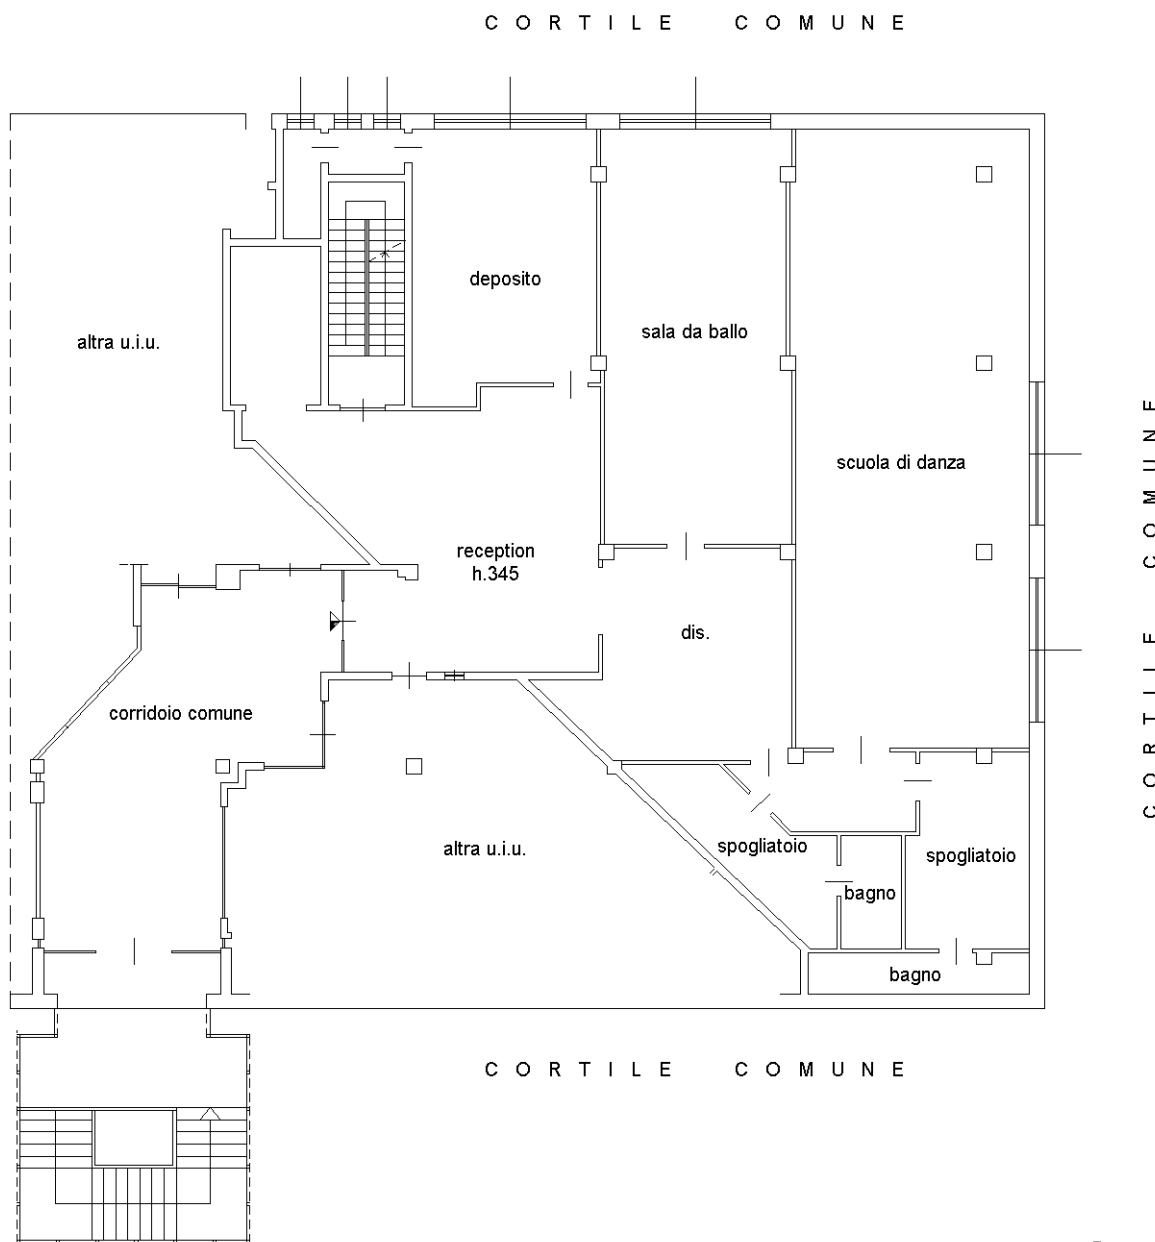 CORTILE COMUNE
deposito
sala da ballo
altra u.i.u.
scuola di danza
reception
h.345
dis.
corridoio comune
altra u.i.u.
spogliatoio
spogliatoio
bagno
bagno
CORTILE COMUNE
CORTILE COMUNE